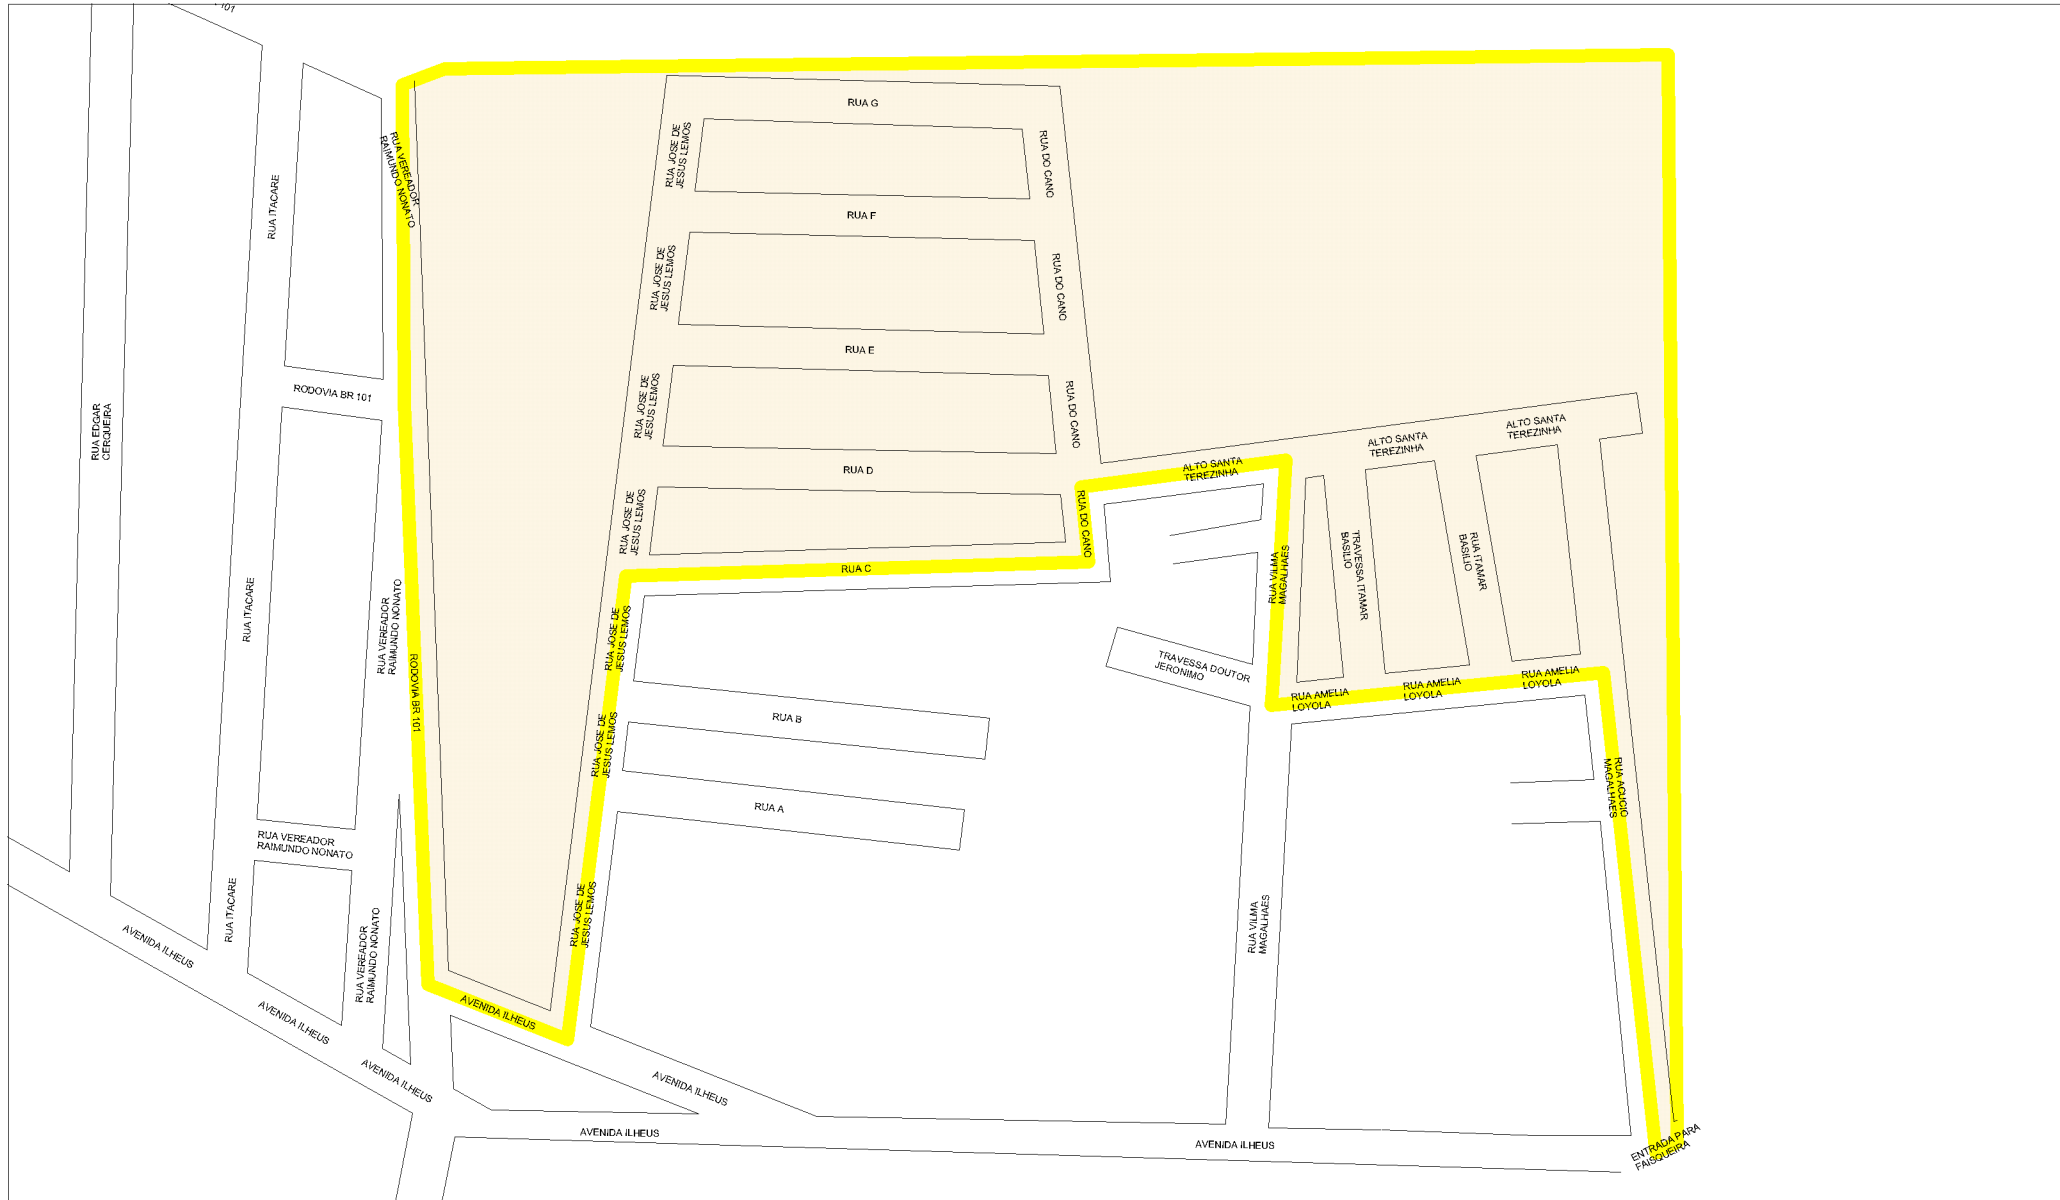 101
RUA G
RUA VEREADOR
RAIMUNDO NONATO
RUA JOSE DE
JESUS LEMOS
RUA DO CANO
RUA ITACARE
RUA F
RUA JOSE DE
JESUS LEMOS
RUA DO CANO
RUA E
RODOVIA BR 101
RUA EDGAR
CERQUEIRA
RUA JOSE DE
JESUS LEMOS
RUA DO CANO
ALTO SANTA
TEREZINHA
ALTO SANTA
TEREZINHA
ALTO SANTA
TEREZINHA
RUA D
RUA JOSE DE
JESUS LEMOS
RUA DO CANO
RUA C
RUA VILMA
MAGALHAES
TRAVESSA ITAMAR
BASILIO
RUA ITAMAR
BASILIO
RUA ITACARE
RUA VEREADOR
RAIMUNDO NONATO
RODOVIA BR 101
RUA JOSE DE
JESUS LEMOS
TRAVESSA DOUTOR
JERONIMO
RUA AMELIA
LOYOLA
RUA AMELIA
LOYOLA
RUA AMELIA
LOYOLA
RUA B
RUA JOSE DE
JESUS LEMOS
RUA ACUCIO
MAGALHAES
RUA A
RUA VEREADOR
RAIMUNDO NONATO
RUA ITACARE
RUA VEREADOR
RAIMUNDO NONATO
RUA JOSE DE
JESUS LEMOS
RUA VILMA
MAGALHAES
AVENIDA ILHEUS
AVENIDA ILHEUS
AVENIDA ILHEUS
AVENIDA ILHEUS
AVENIDA ILHEUS
AVENIDA ILHEUS
AVENIDA ILHEUS
ENTRADA PARA
FAISQUEIRA